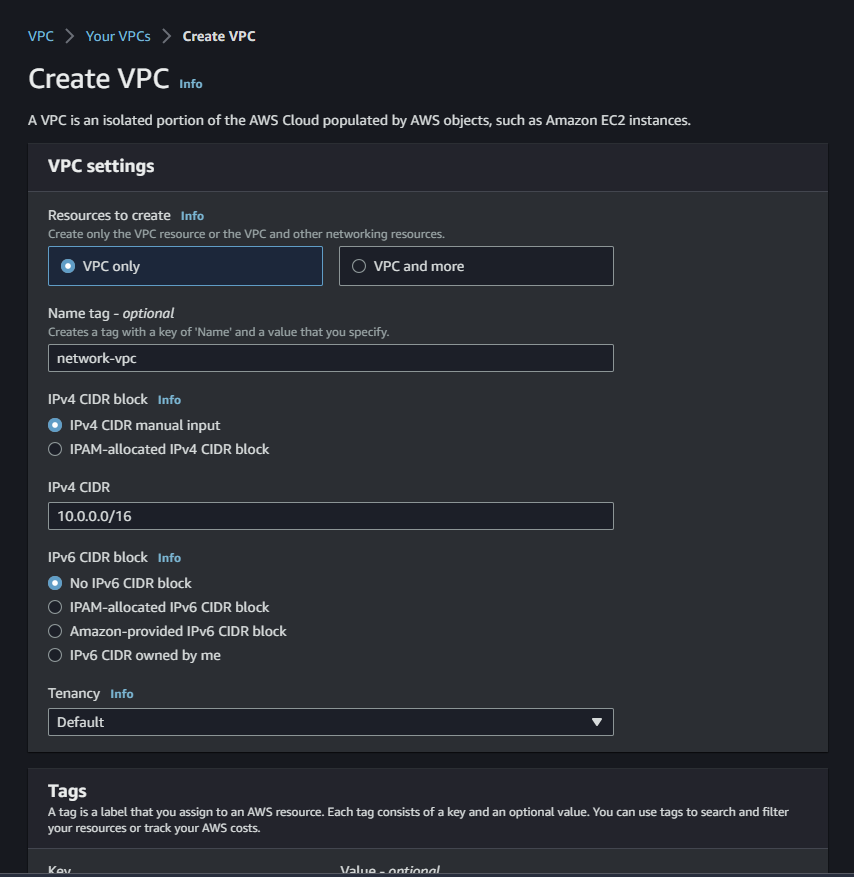 VPC > Your VPCs > Create VPC
Create VPC Info
A VPC is an isolated portion of the AWS Cloud populated by AWS objects, such as Amazon EC2 instances.
VPC settings
Resources to create Info
Create only the VPC resource or the VPC and other networking resources.
VPC only
VPC and more
Name tag - optional
Creates a tag with a key of 'Name' and a value that you specify.
network-vpc
IPv4 CIDR block Info
IPv4 CIDR manual input
IPAM-allocated IPv4 CIDR block
IPv4 CIDR
10.0.0.0/16
IPv6 CIDR block Info
No IPv6 CIDR block
IPAM-allocated IPv6 CIDR block
Amazon-provided IPv6 CIDR block
IPv6 CIDR owned by me
Tenancy Info
Default
Tags
A tag is a label that you assign to an AWS resource. Each tag consists of a key and an optional value. You can use tags to search and filter
your resources or track your AWS costs.
Key Value - optional